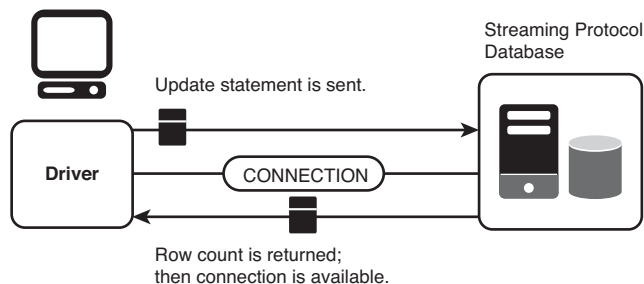 Streaming Protocol
Database
Update statement is sent.
Driver
CONNECTION
Row count is returned;
then connection is available.